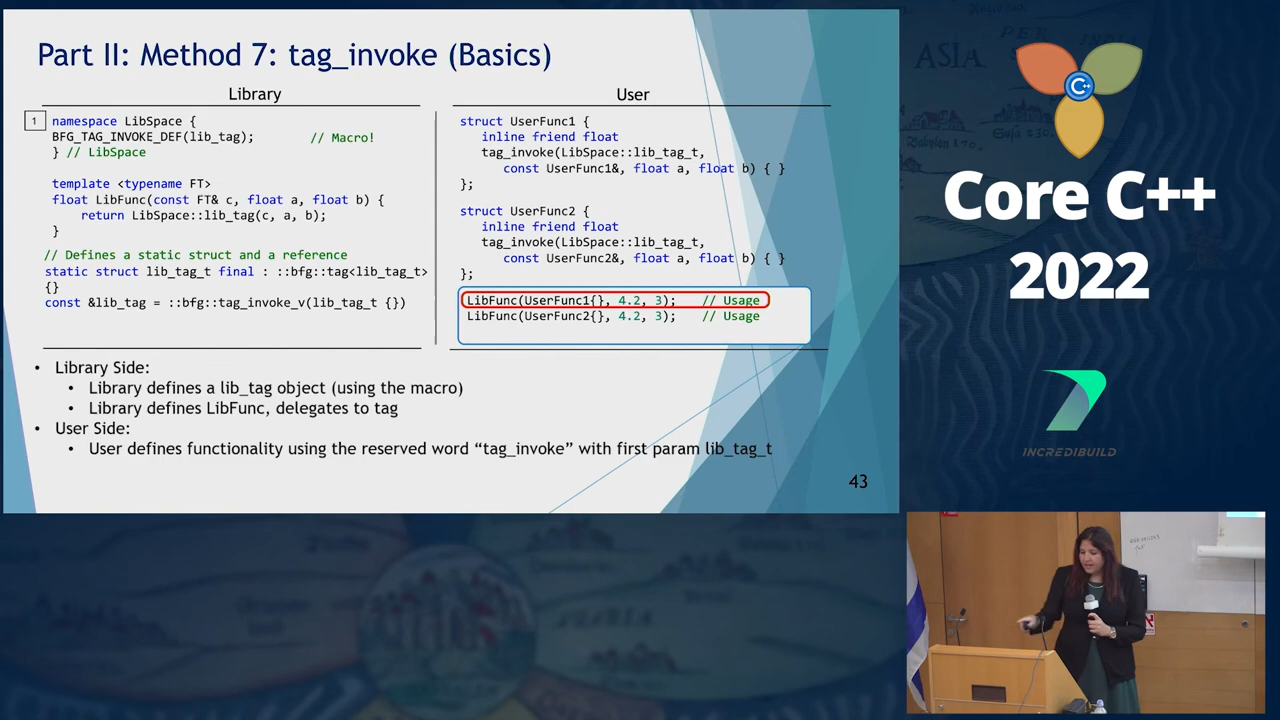 Part II: Method 7: tag_invoke (Basics)
Library
1
namespace LibSpace {
BFG_TAG_INVOKE_DEF(lib_tag); // Macro!
} // LibSpace
template <typename FT>
float LibFunc(const FT& c, float a, float b) {
return LibSpace::lib_tag(c, a, b);
}
// Defines a static struct and a reference
static struct lib_tag_t final : ::bfg::tag<lib_tag_t>
{}
const &lib_tag = ::bfg::tag_invoke_v(lib_tag_t {})
User
struct UserFunc1 {
inline friend float
tag_invoke(LibSpace::lib_tag_t,
const UserFunc1&, float a, float b) { }
};
struct UserFunc2 {
inline friend float
tag_invoke(LibSpace::lib_tag_t,
const UserFunc2&, float a, float b) { }
};
LibFunc(UserFunc1{}, 4.2, 3); // Usage
LibFunc(UserFunc2{}, 4.2, 3); // Usage
• Library Side:
• Library defines a lib_tag object (using the macro)
• Library defines LibFunc, delegates to tag
• User Side:
• User defines functionality using the reserved word “tag_invoke” with first param lib_tag_t
43
ASIA
C++
Core C++
2022
INCREDIBUILD